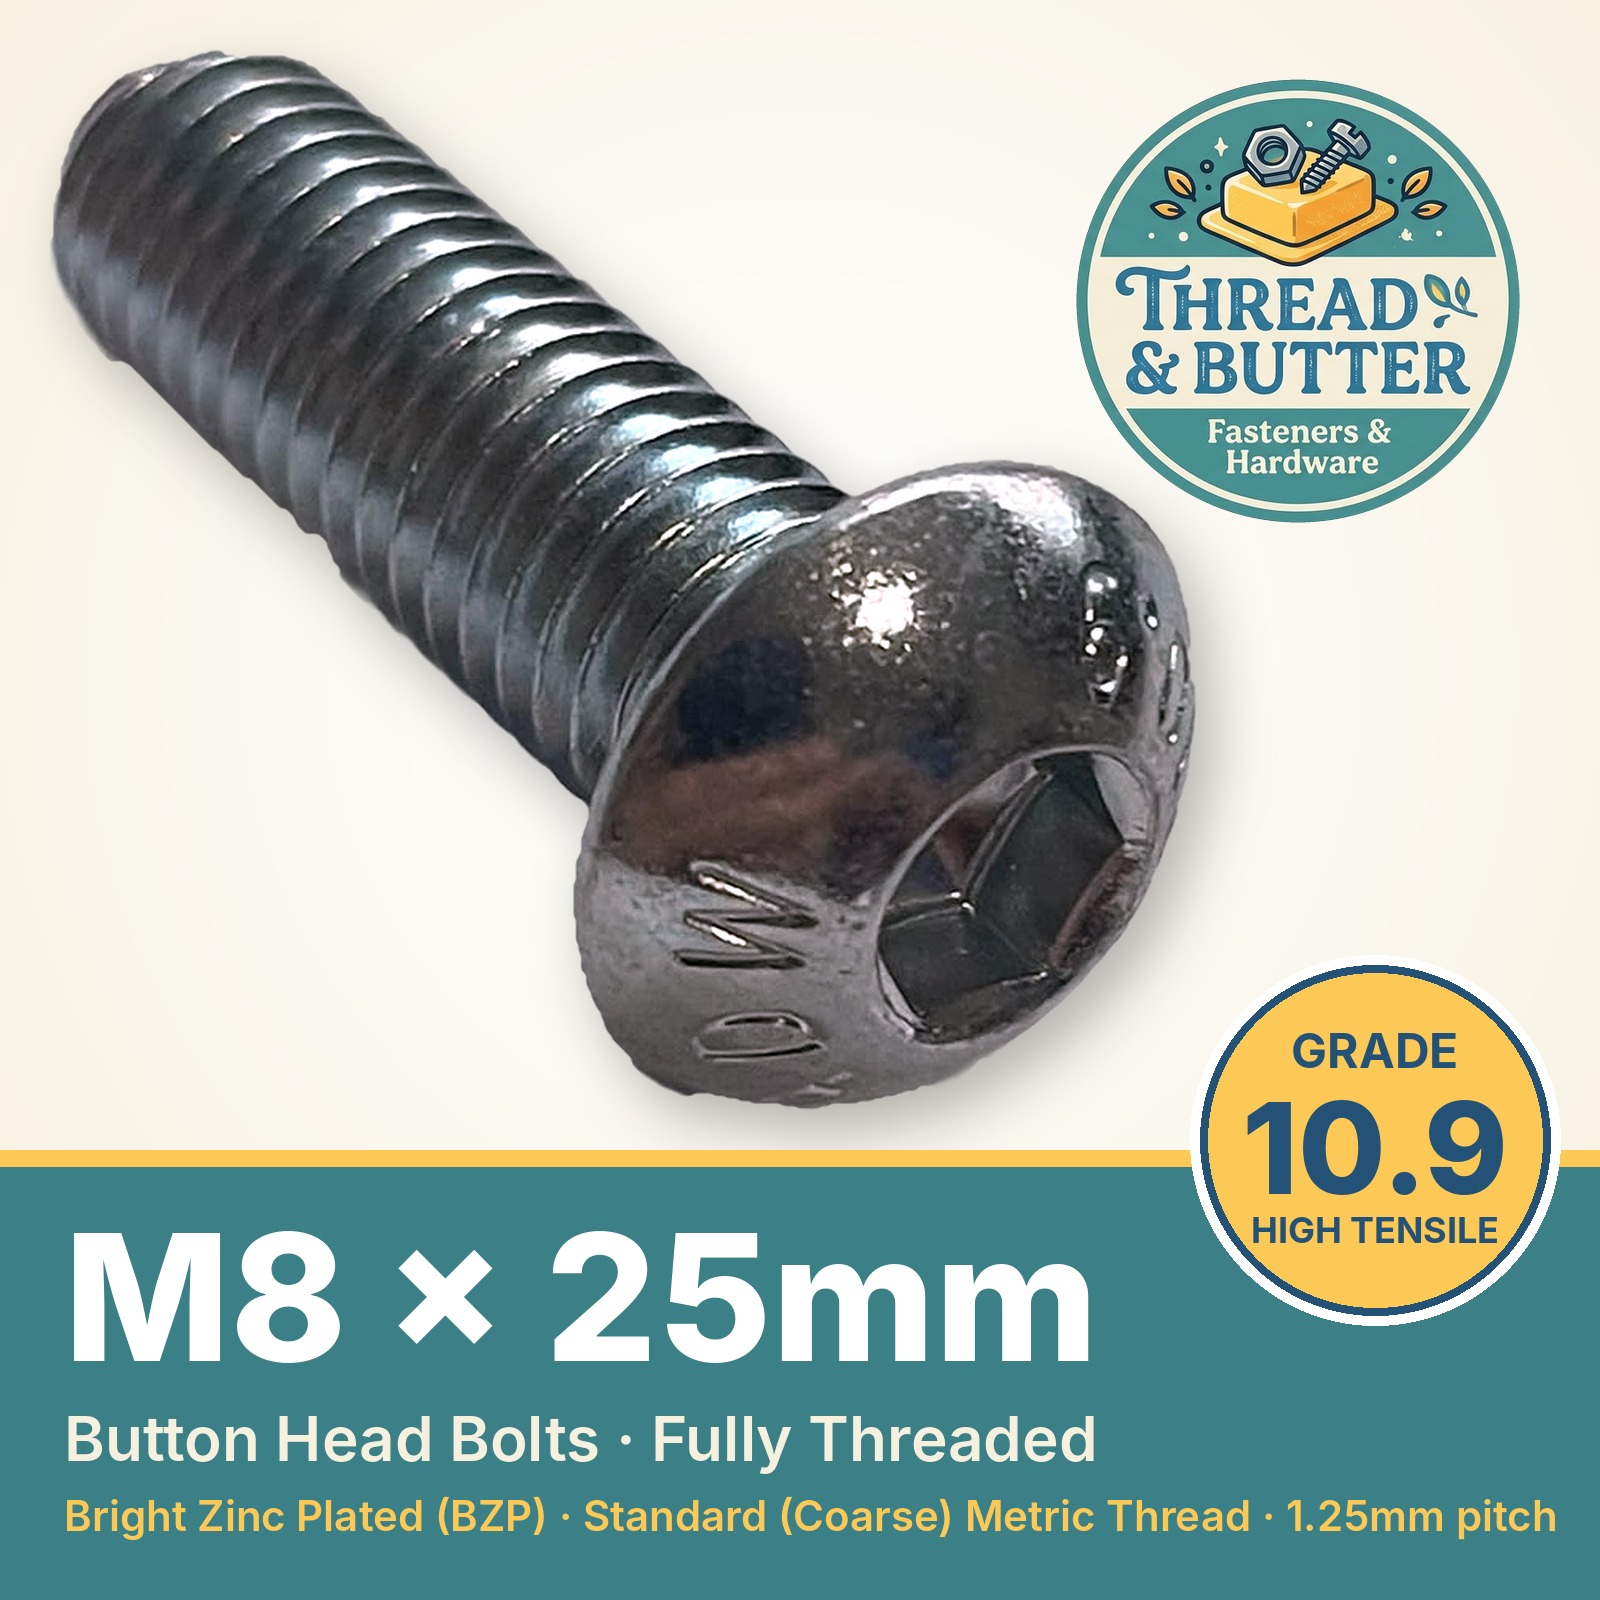 THREAD
& BUTTER
Fasteners &
Hardware
GRADE
10.9
HIGH TENSILE
M8 × 25mm
Button Head Bolts · Fully Threaded
Bright Zinc Plated (BZP) · Standard (Coarse) Metric Thread · 1.25mm pitch